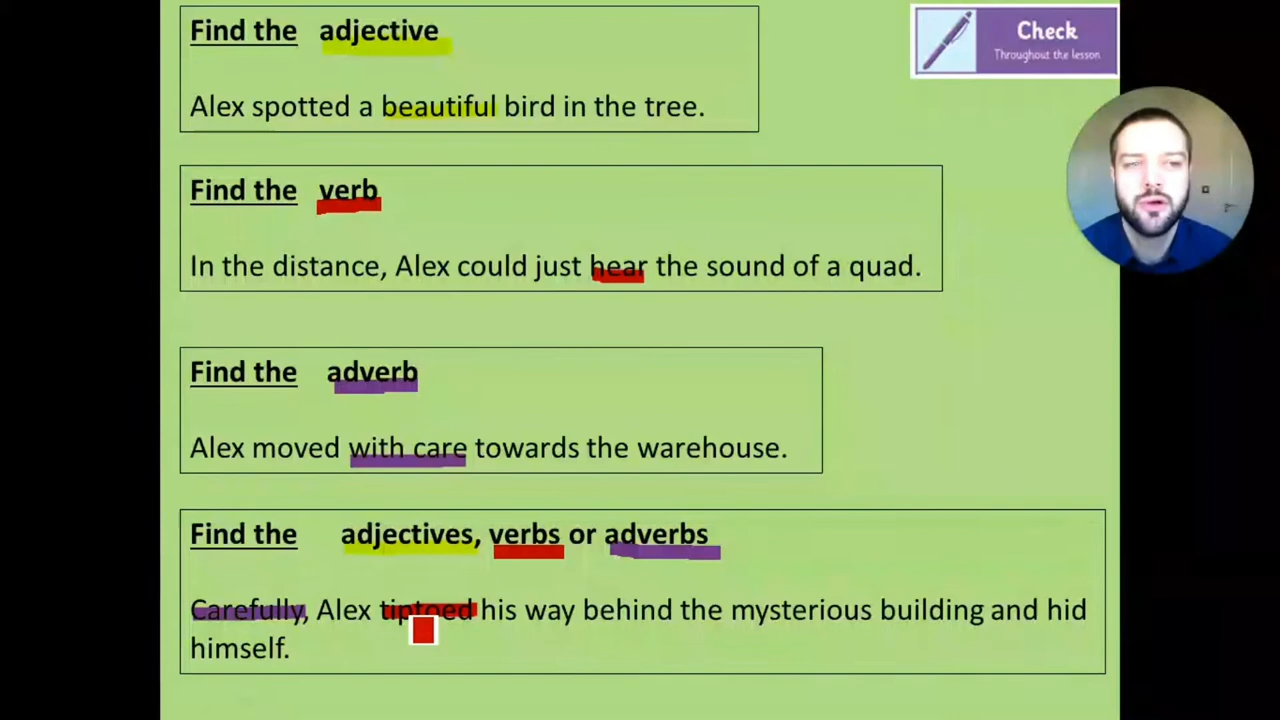 Find the adjective
Check
Throughout the lesson
Alex spotted a beautiful bird in the tree.
Find the verb
In the distance, Alex could just hear the sound of a quad.
Find the adverb
Alex moved with care towards the warehouse.
Find the adjectives, verbs or adverbs
Carefully, Alex tiptoed his way behind the mysterious building and hid
himself.